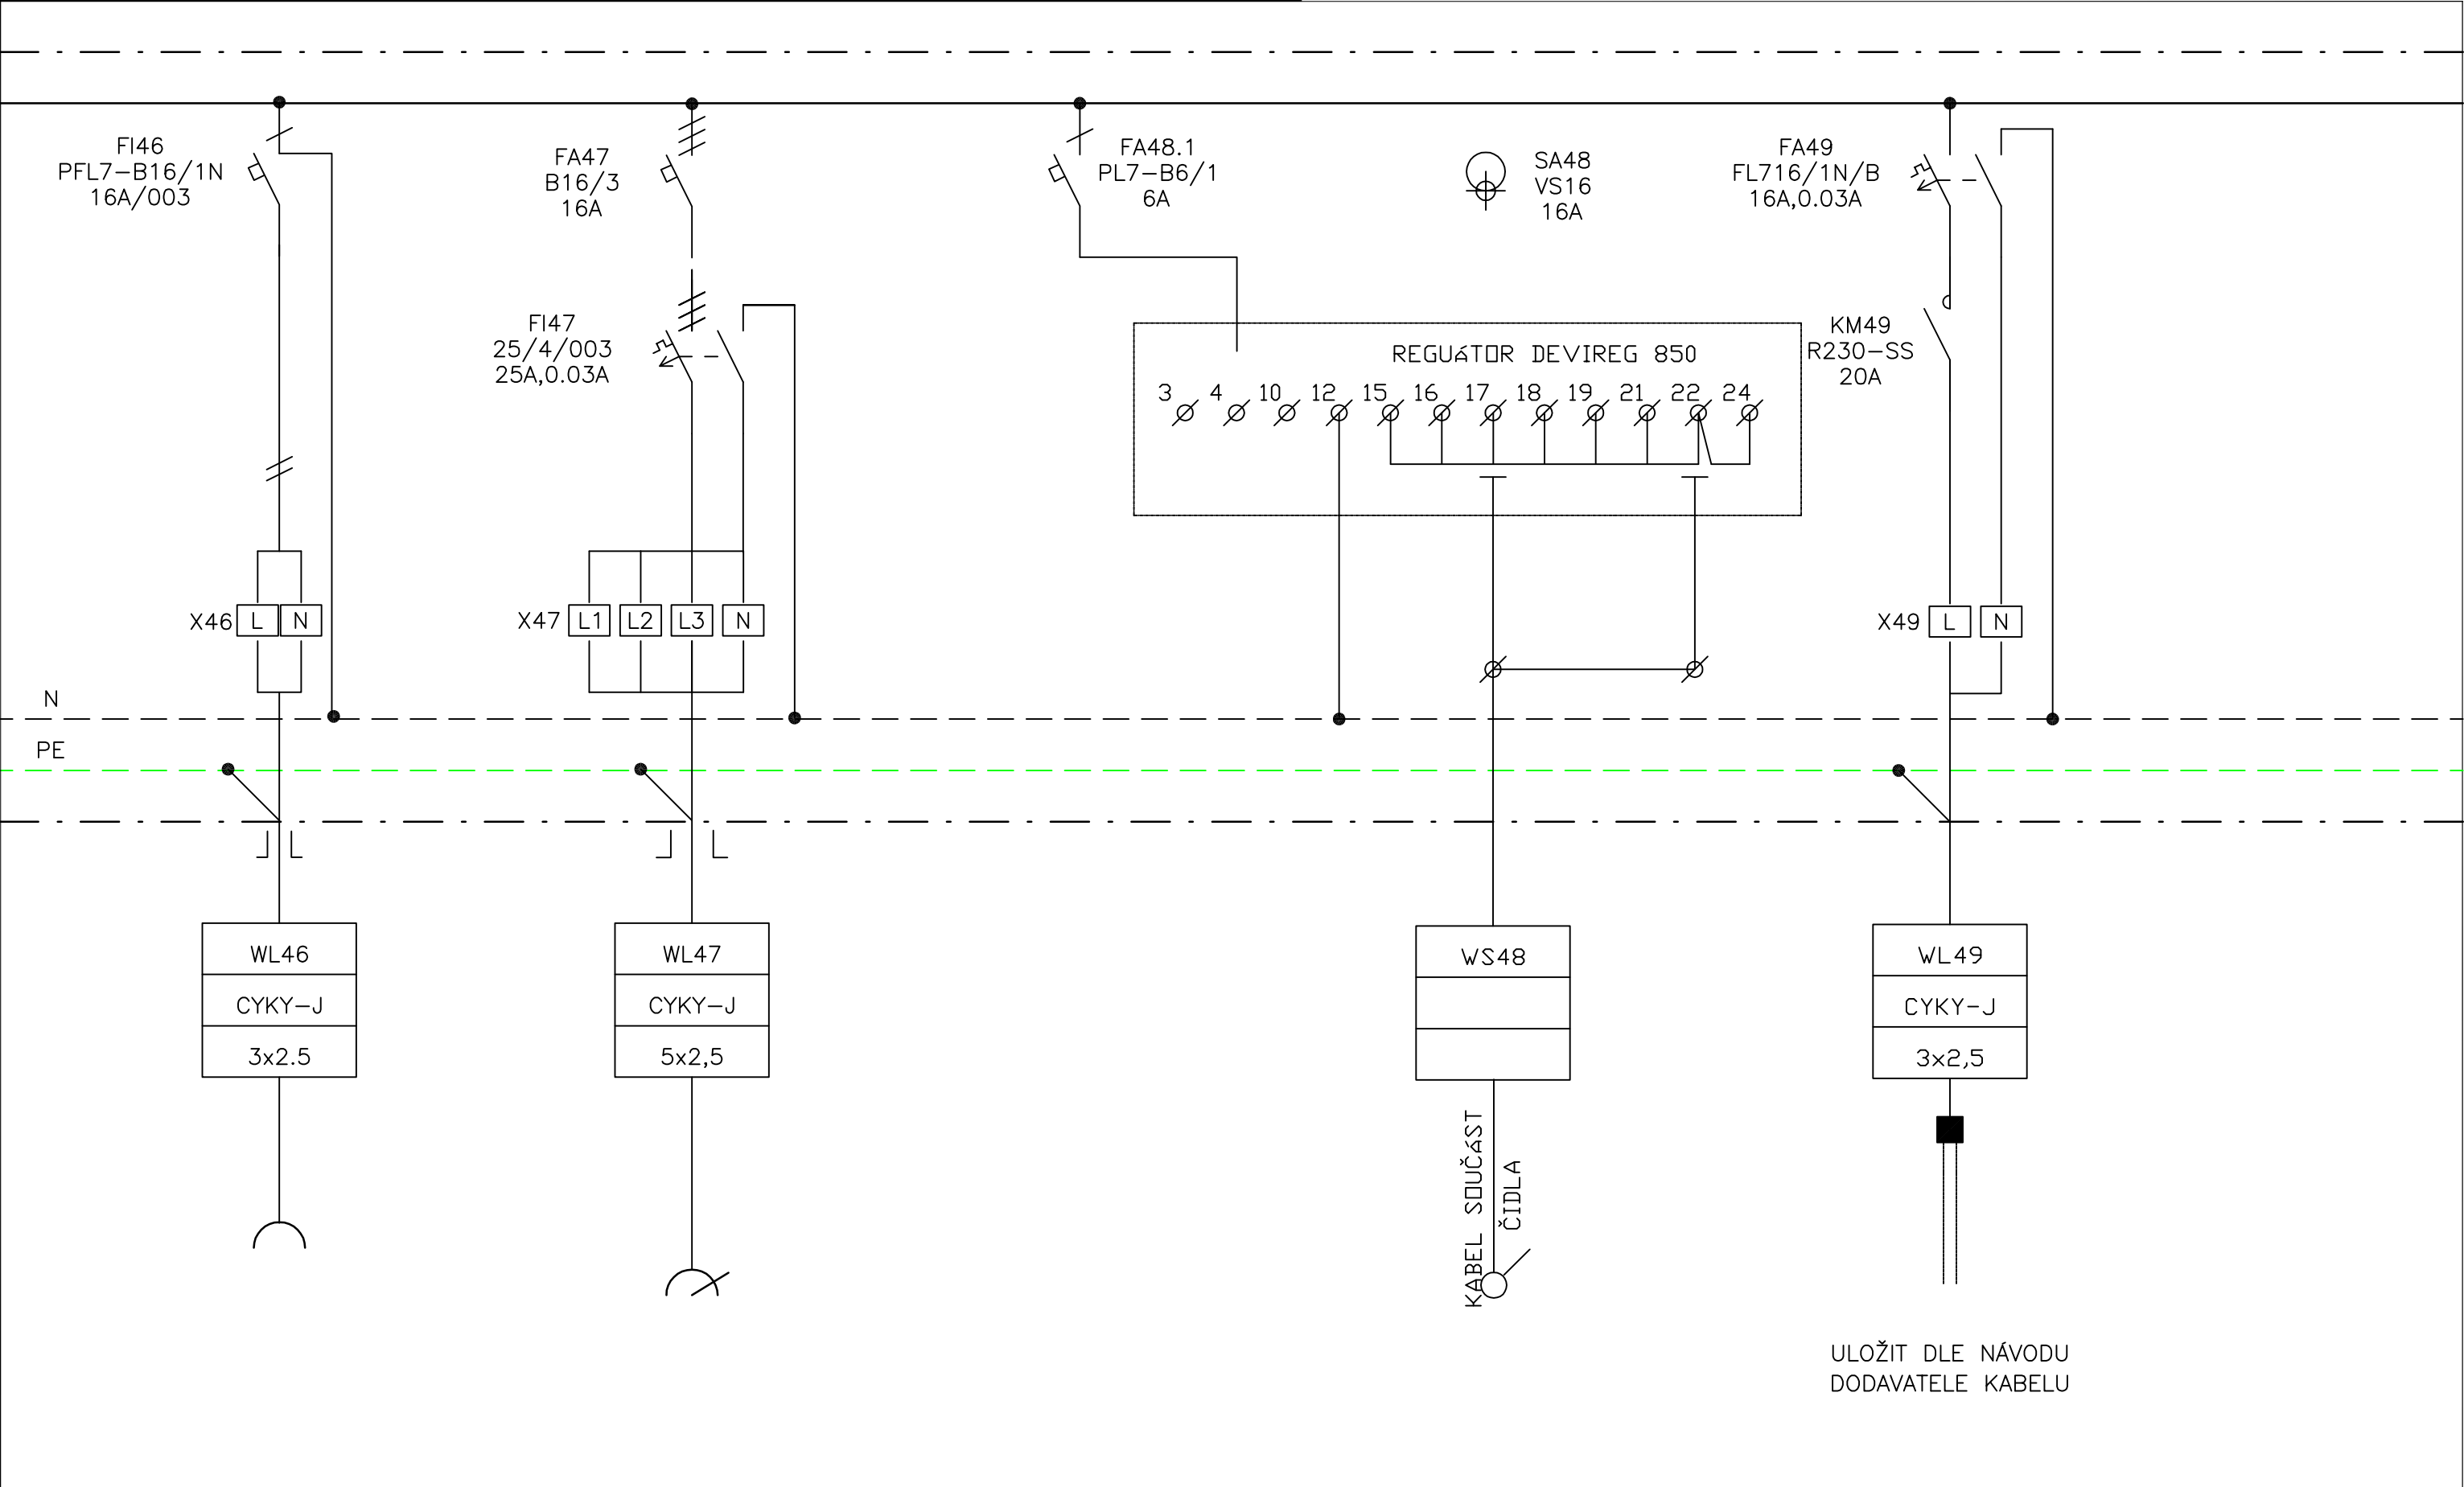 FI46
PFL7-B16/1N
16A/003
FA47
B16/3
16A
FA48.1
PL7-B6/1
6A
SA48
VS16
16A
FA49
FL716/1N/B
16A,0.03A
FI47
25/4/003
25A,0.03A
KM49
R230-SS
20A
REGUÁTOR DEVIREG 850
3 4 10 12 15 16 17 18 19 21 22 24
X46 L N
X47 L1 L2 L3 N
X49 L N
N
PE
WL46
CYKY-J
3x2.5
WL47
CYKY-J
5x2,5
WS48
WL49
CYKY-J
3x2,5
KABEL SOUČÁST
ČIDLA
ULOŽIT DLE NÁVODU
DODAVATELE KABELU